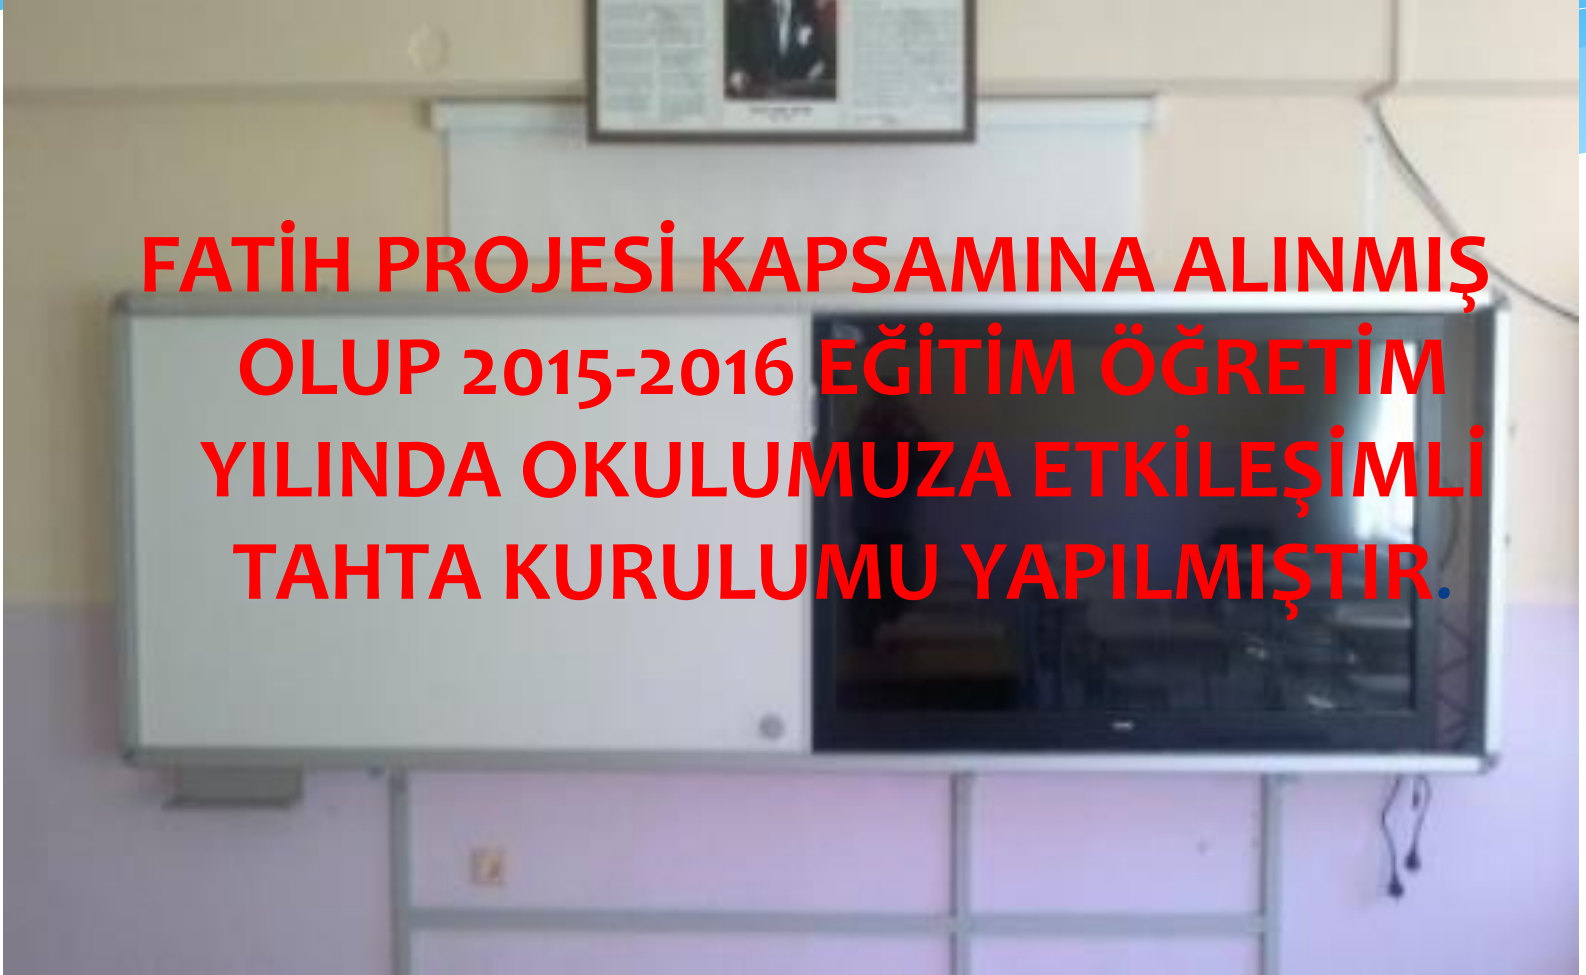 FATİH PROJESİ KAPSAMINA ALINMIŞ
OLUP 2015-2016 EĞİTİM ÖĞRETİM
YILINDA OKULUMUZA ETKİLEŞİMLİ
TAHTA KURULUMU YAPILMIŞTIR.